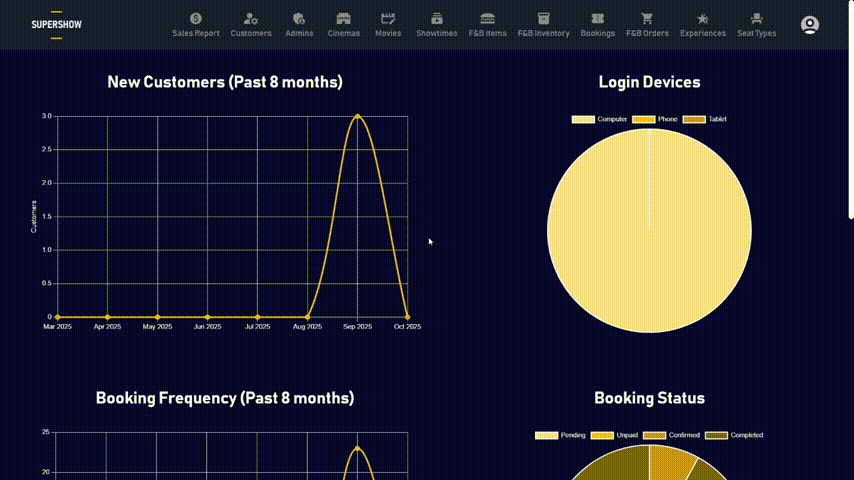 SUPERSHOW
Sales Report Customers Admins Cinemas Movies Showtimes F&B Items F&B Inventory Bookings F&B Orders Experiences Seat Types
New Customers (Past 8 months)
3.0
2.5
2.0
1.5
1.0
0.5
0
Customers
Mar 2025 Apr 2025 May 2025 Jun 2025 Jul 2025 Aug 2025 Sep 2025 Oct 2025
Login Devices
Computer Phone Tablet
Booking Frequency (Past 8 months)
25
20
Booking Status
Pending Unpaid Confirmed Completed